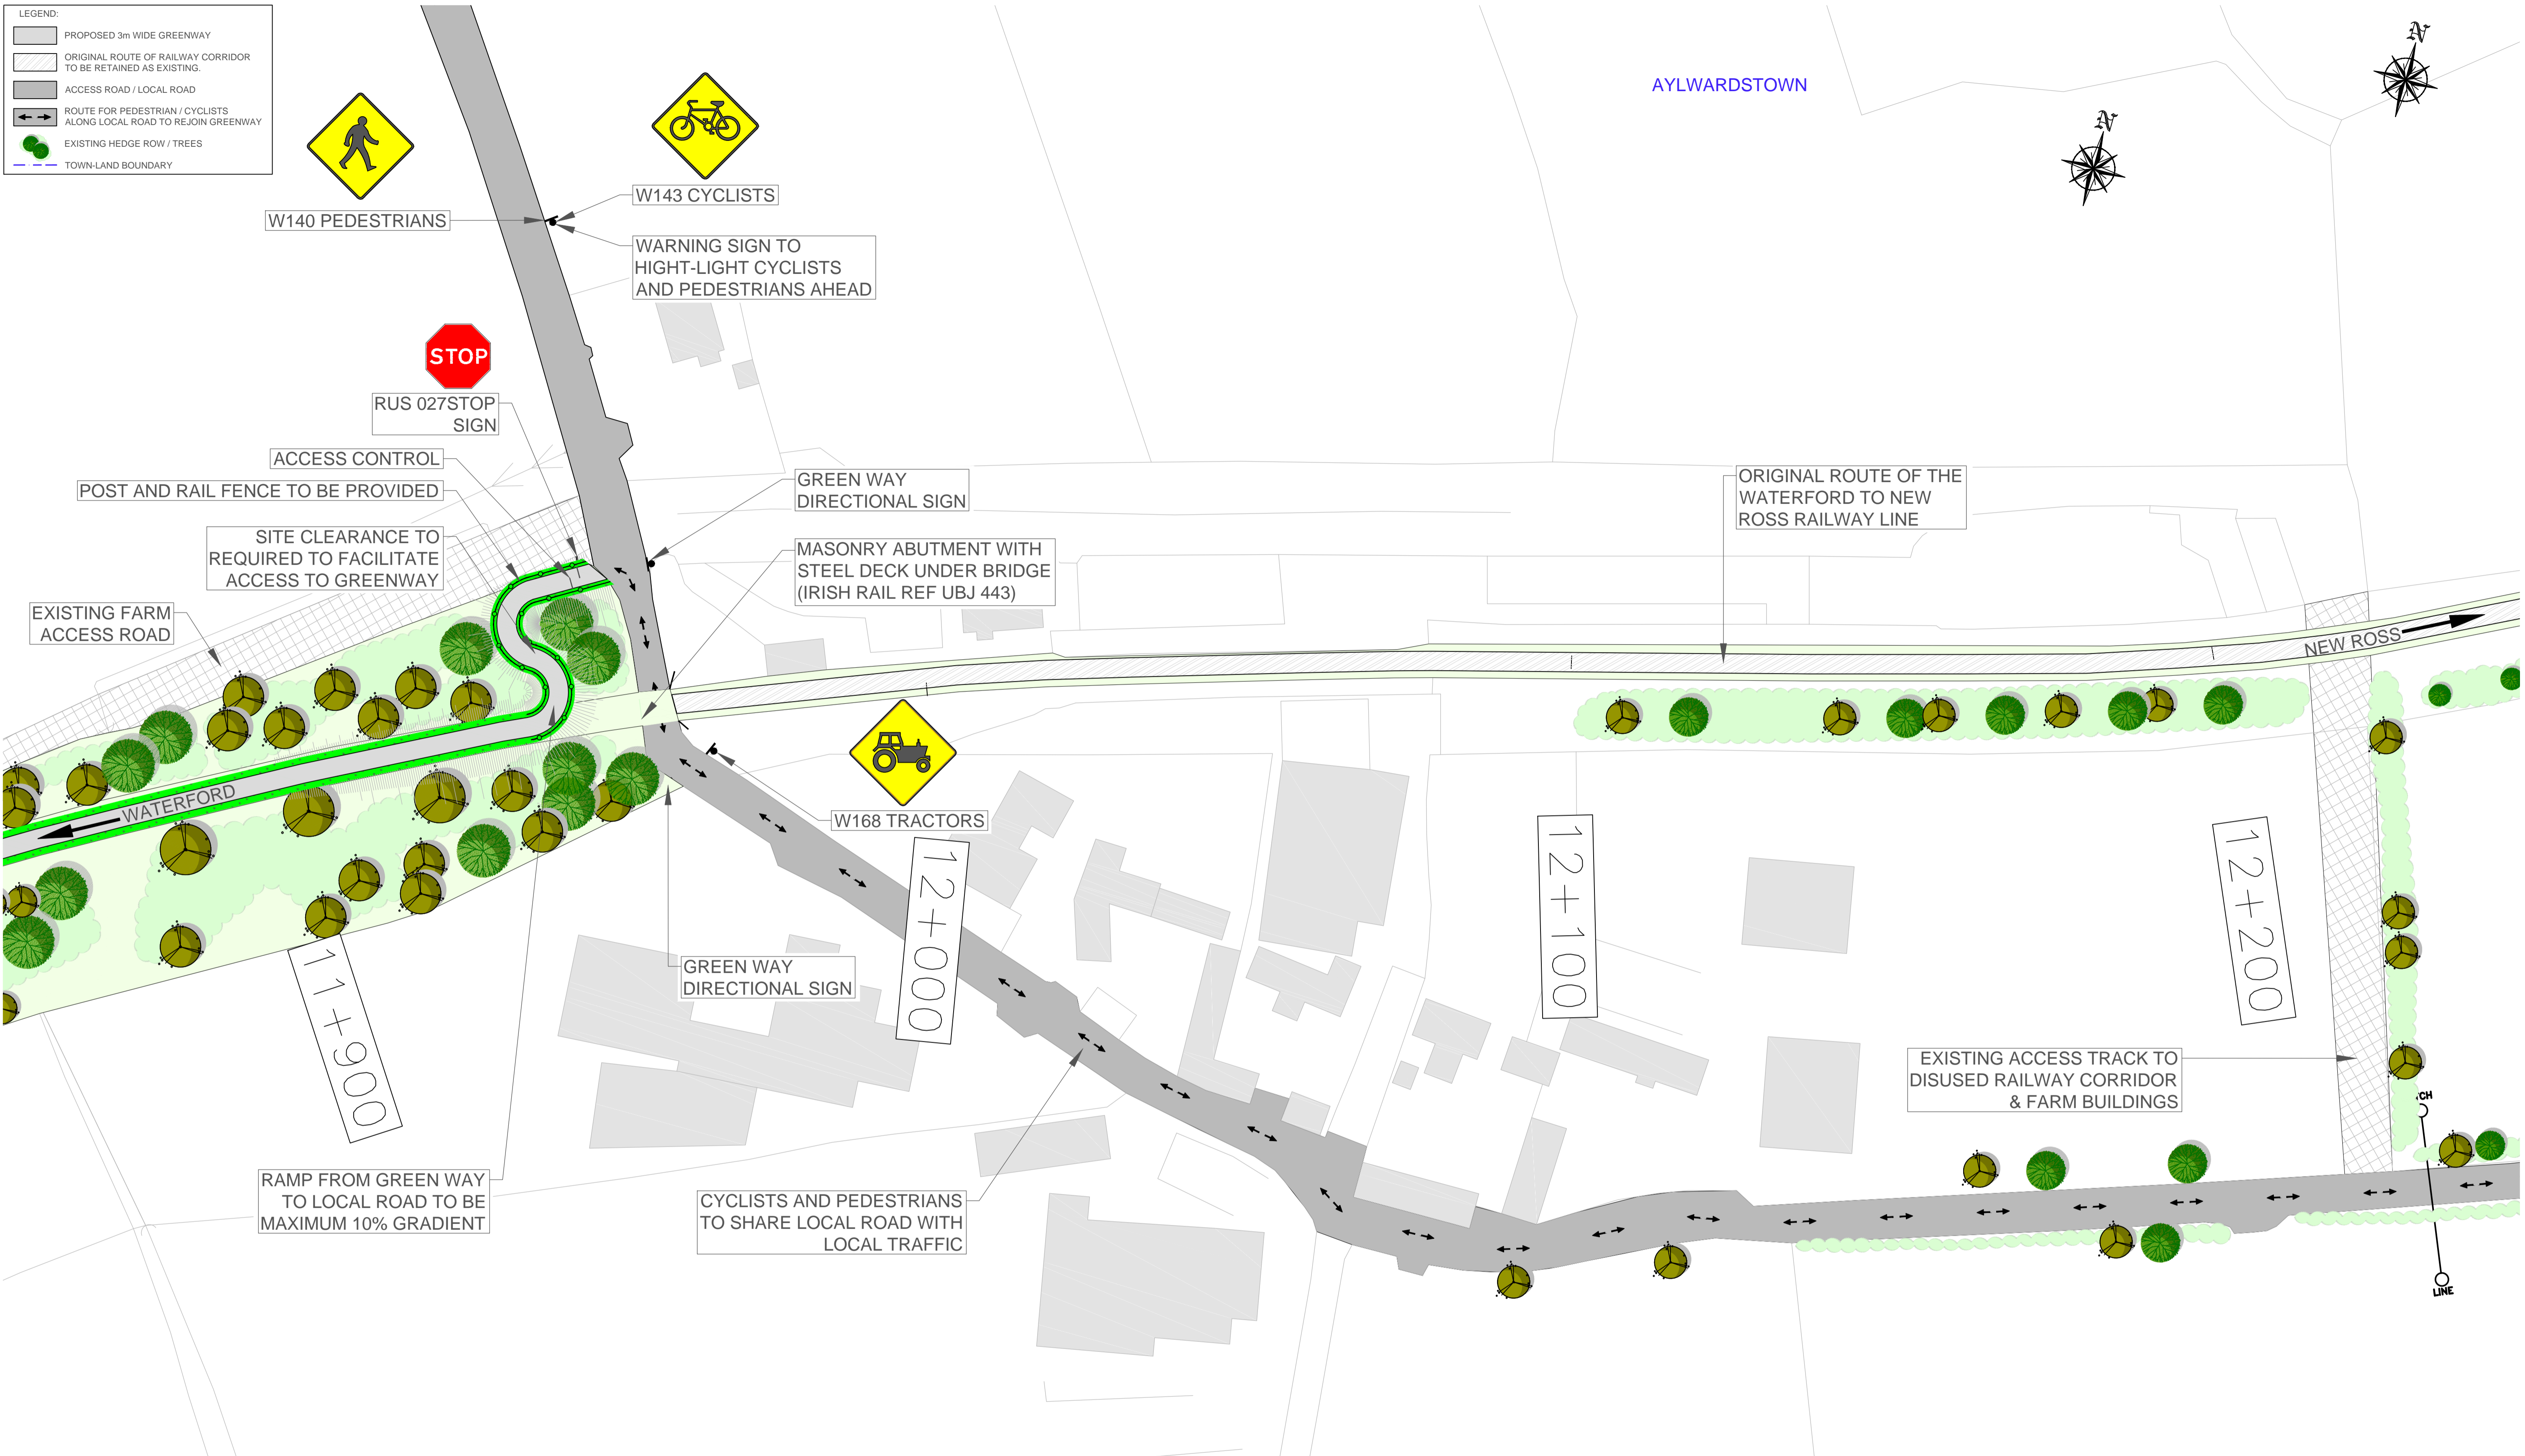 LEGEND:
PROPOSED 3m WIDE GREENWAY
ORIGINAL ROUTE OF RAILWAY CORRIDOR
TO BE RETAINED AS EXISTING.
ACCESS ROAD / LOCAL ROAD
ROUTE FOR PEDESTRIAN / CYCLISTS
ALONG LOCAL ROAD TO REJOIN GREENWAY
EXISTING HEDGE ROW / TREES
TOWN-LAND BOUNDARY
AYLWARDSTOWN
N
N
W140 PEDESTRIANS
W143 CYCLISTS
WARNING SIGN TO
HIGHT-LIGHT CYCLISTS
AND PEDESTRIANS AHEAD
STOP
RUS 027STOP
SIGN
ACCESS CONTROL
POST AND RAIL FENCE TO BE PROVIDED
SITE CLEARANCE TO
REQUIRED TO FACILITATE
ACCESS TO GREENWAY
EXISTING FARM
ACCESS ROAD
GREEN WAY
DIRECTIONAL SIGN
MASONRY ABUTMENT WITH
STEEL DECK UNDER BRIDGE
(IRISH RAIL REF UBJ 443)
ORIGINAL ROUTE OF THE
WATERFORD TO NEW
ROSS RAILWAY LINE
NEW ROSS
WATERFORD
W168 TRACTORS
GREEN WAY
DIRECTIONAL SIGN
11+900
12+000
12+100
12+200
EXISTING ACCESS TRACK TO
DISUSED RAILWAY CORRIDOR
& FARM BUILDINGS
RAMP FROM GREEN WAY
TO LOCAL ROAD TO BE
MAXIMUM 10% GRADIENT
CYCLISTS AND PEDESTRIANS
TO SHARE LOCAL ROAD WITH
LOCAL TRAFFIC
LINE